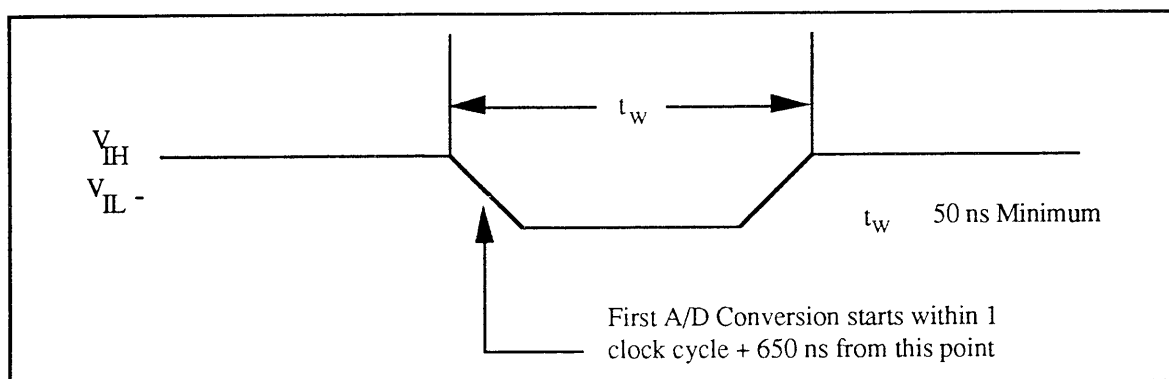 t_w
V_IH
V_IL -
t_w 50 ns Minimum
First A/D Conversion starts within 1
clock cycle + 650 ns from this point